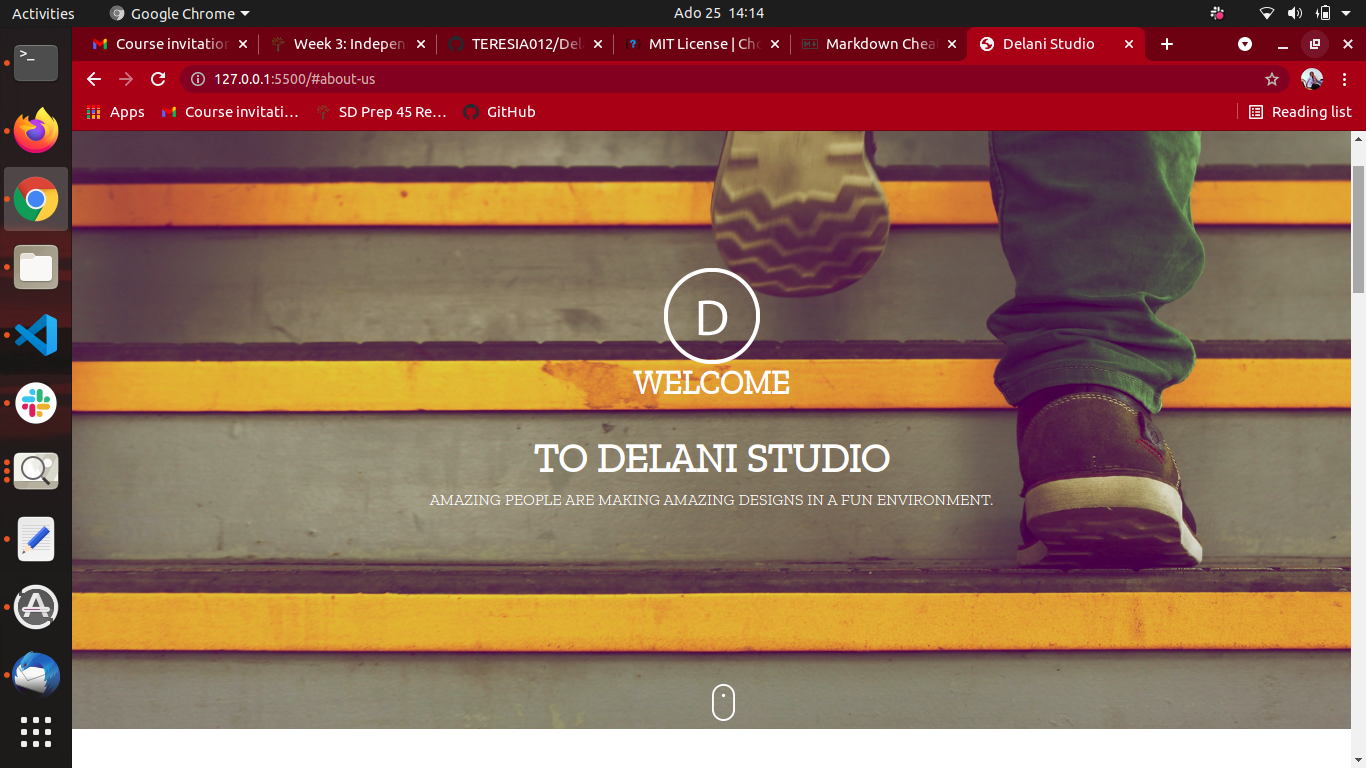 Activities Google Chrome Ado 25 14:14
Course invitation Week 3: Indepen TERESIA012/Del MIT License | Cho Markdown Chea Delani Studio
127.0.0.1:5500/#about-us
Apps Course invitati… SD Prep 45 Re… GitHub Reading list
D
WELCOME
TO DELANI STUDIO
AMAZING PEOPLE ARE MAKING AMAZING DESIGNS IN A FUN ENVIRONMENT.